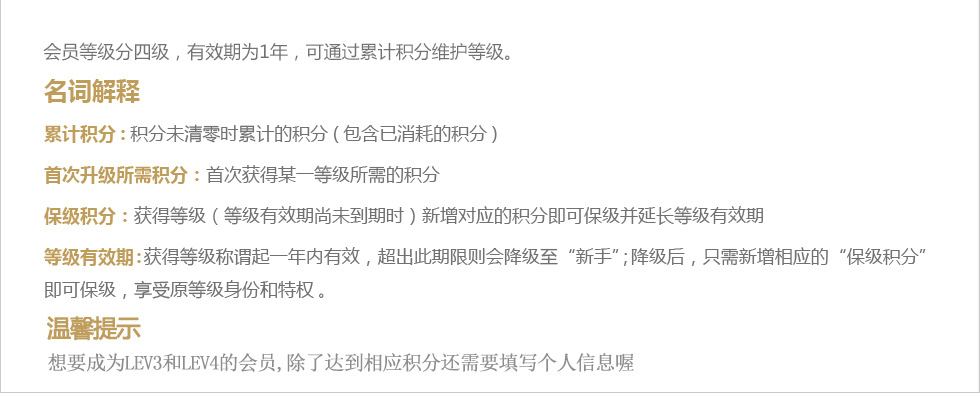 会员等级分四级，有效期为1年，可通过累计积分维护等级。
名词解释
累计积分：积分未清零时累计的积分（包含已消耗的积分）
首次升级所需积分：首次获得某一等级所需的积分
保级积分：获得等级（等级有效期尚未到期时）新增对应的积分即可保级并延长等级有效期
等级有效期：获得等级称谓起一年内有效，超出此期限则会降级至“新手”；降级后，只需新增相应的“保级积分”
即可保级，享受原等级身份和特权。
温馨提示
想要成为LEV3和LEV4的会员,除了达到相应积分还需要填写个人信息喔